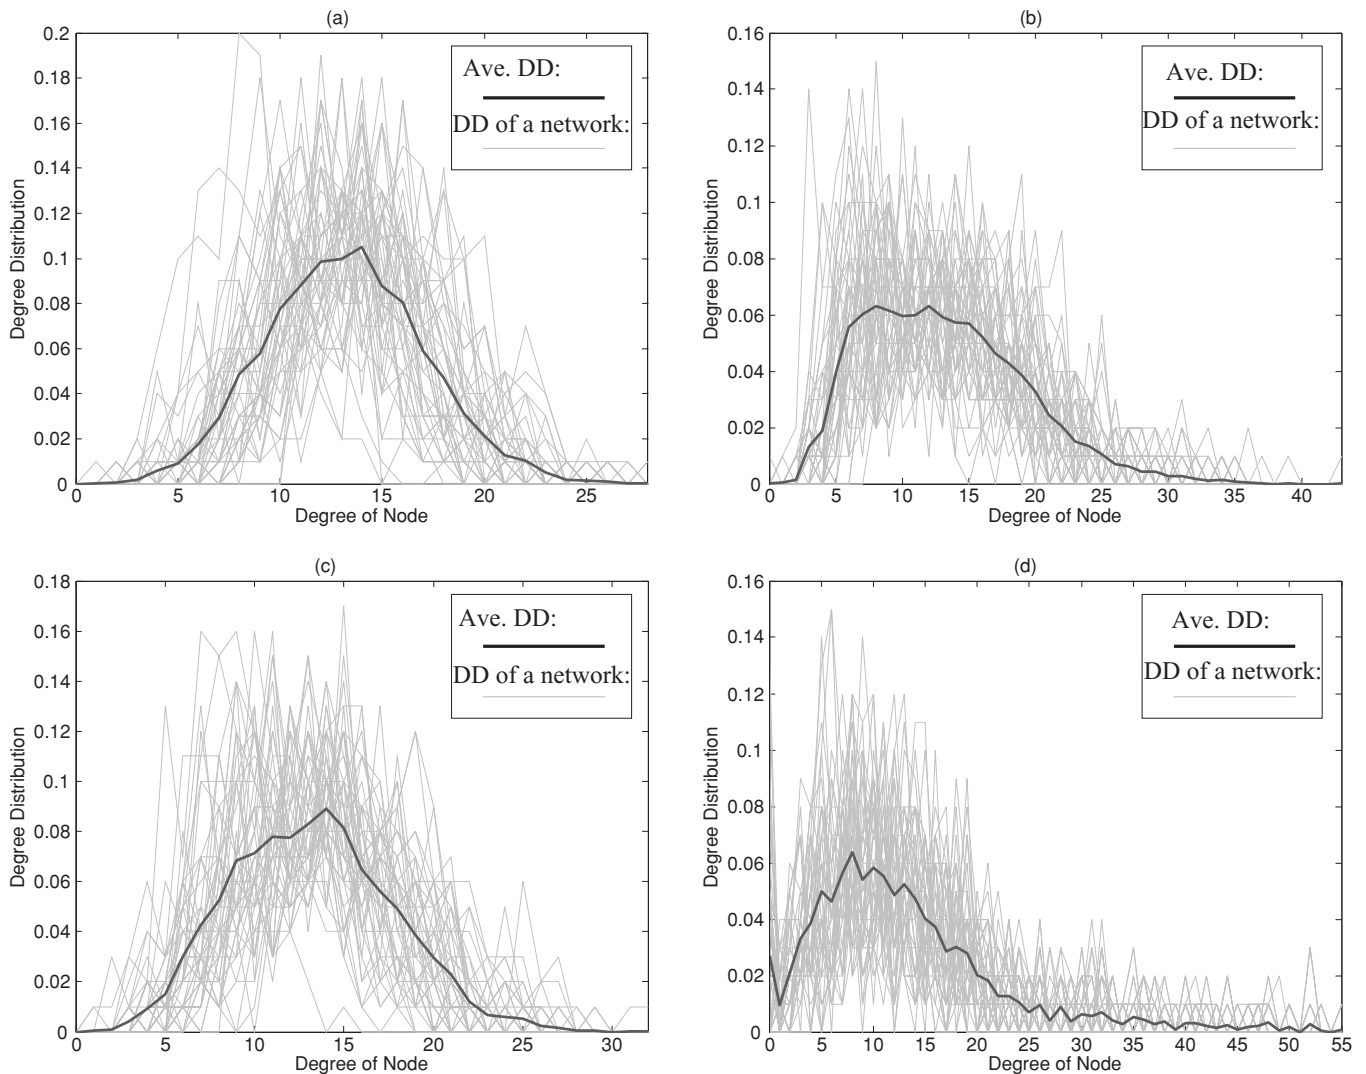 (a)
0.2
0.18
0.16
0.14
0.12
0.1
0.08
0.06
0.04
0.02
0
Degree Distribution
0 5 10 15 20 25
Degree of Node
Ave. DD:
DD of a network:
(b)
0.16
0.14
0.12
0.1
0.08
0.06
0.04
0.02
0
Degree Distribution
0 5 10 15 20 25 30 35 40
Degree of Node
Ave. DD:
DD of a network:
(c)
0.18
0.16
0.14
0.12
0.1
0.08
0.06
0.04
0.02
0
Degree Distribution
0 5 10 15 20 25 30
Degree of Node
Ave. DD:
DD of a network:
(d)
0.16
0.14
0.12
0.1
0.08
0.06
0.04
0.02
0
Degree Distribution
0 5 10 15 20 25 30 35 40 45 50 55
Degree of Node
Ave. DD:
DD of a network: